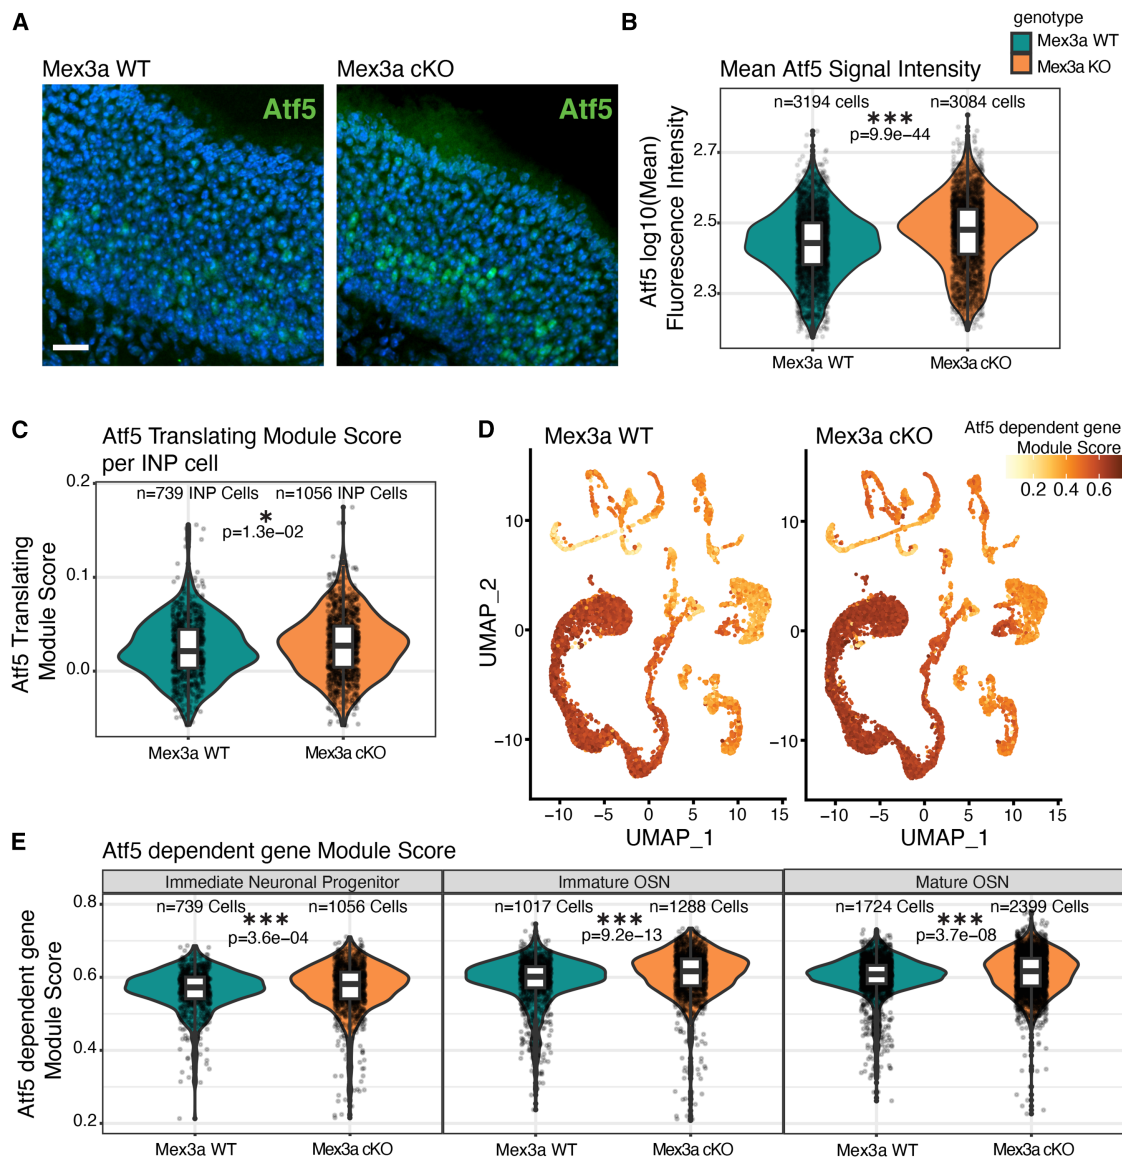 A
Mex3a WT
Mex3a cKO
Atf5
Atf5
B
genotype
Mex3a WT
Mex3a KO
Mean Atf5 Signal Intensity
n=3194 cells
n=3084 cells
***
p=9.9e−44
Atf5 log10(Mean)
Fluorescence Intensity
2.7
2.5
2.3
Mex3a WT
Mex3a cKO
C
Atf5 Translating Module Score
per INP cell
n=739 INP Cells
n=1056 INP Cells
*
p=1.3e−02
Atf5 Translating
Module Score
0.2
0.1
0.0
Mex3a WT
Mex3a cKO
D
Mex3a WT
Mex3a cKO
Atf5 dependent gene
Module Score
0.2 0.4 0.6
UMAP_2
10
0
−10
−10 −5 0 5 10 15
UMAP_1
10
0
−10
−10 −5 0 5 10 15
UMAP_1
E
Atf5 dependent gene Module Score
Immediate Neuronal Progenitor
Immature OSN
Mature OSN
n=739 Cells
n=1056 Cells
***
p=3.6e−04
n=1017 Cells
n=1288 Cells
***
p=9.2e−13
n=1724 Cells
n=2399 Cells
***
p=3.7e−08
Atf5 dependent gene
Module Score
0.8
0.6
0.4
0.2
Mex3a WT
Mex3a cKO
Mex3a WT
Mex3a cKO
Mex3a WT
Mex3a cKO